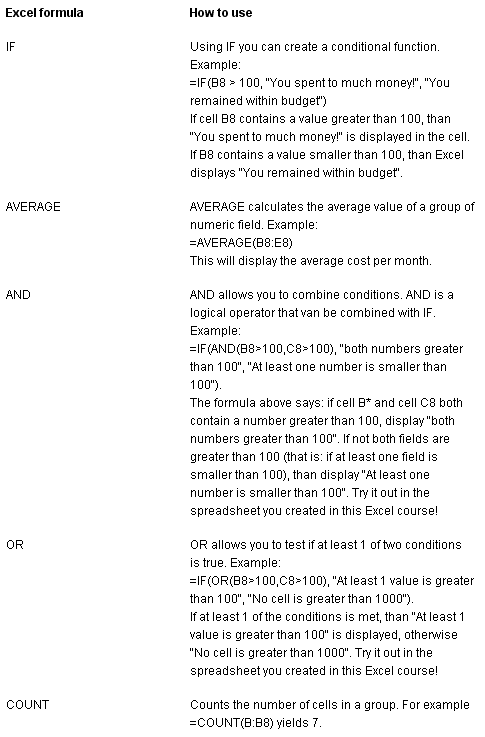 Excel formula How to use
IF Using IF you can create a conditional function.
Example:
=IF(B8 > 100, "You spent to much money!", "You
remained within budget")
If cell B8 contains a value greater than 100, than
"You spent to much money!" is displayed in the cell.
If B8 contains a value smaller than 100, than Excel
displays "You remained within budget".
AVERAGE AVERAGE calculates the average value of a group of
numeric field. Example:
=AVERAGE(B8:E8)
This will display the average cost per month.
AND AND allows you to combine conditions. AND is a
logical operator that van be combined with IF.
Example:
=IF(AND(B8>100,C8>100), "both numbers greater
than 100", "At least one number is smaller than
100").
The formula above says: if cell B* and cell C8 both
contain a number greater than 100, display "both
numbers greater than 100". If not both fields are
greater than 100 (that is: if at least one field is
smaller than 100), than display "At least one
number is smaller than 100". Try it out in the
spreadsheet you created in this Excel course!
OR OR allows you to test if at least 1 of two conditions
is true. Example:
=IF(OR(B8>100,C8>100), "At least 1 value is greater
than 100", "No cell is greater than 1000").
If at least 1 of the conditions is met, than "At least 1
value is greater than 100" is displayed, otherwise
"No cell is greater than 1000". Try it out in the
spreadsheet you created in this Excel course!
COUNT Counts the number of cells in a group. For example
=COUNT(B:B8) yields 7.